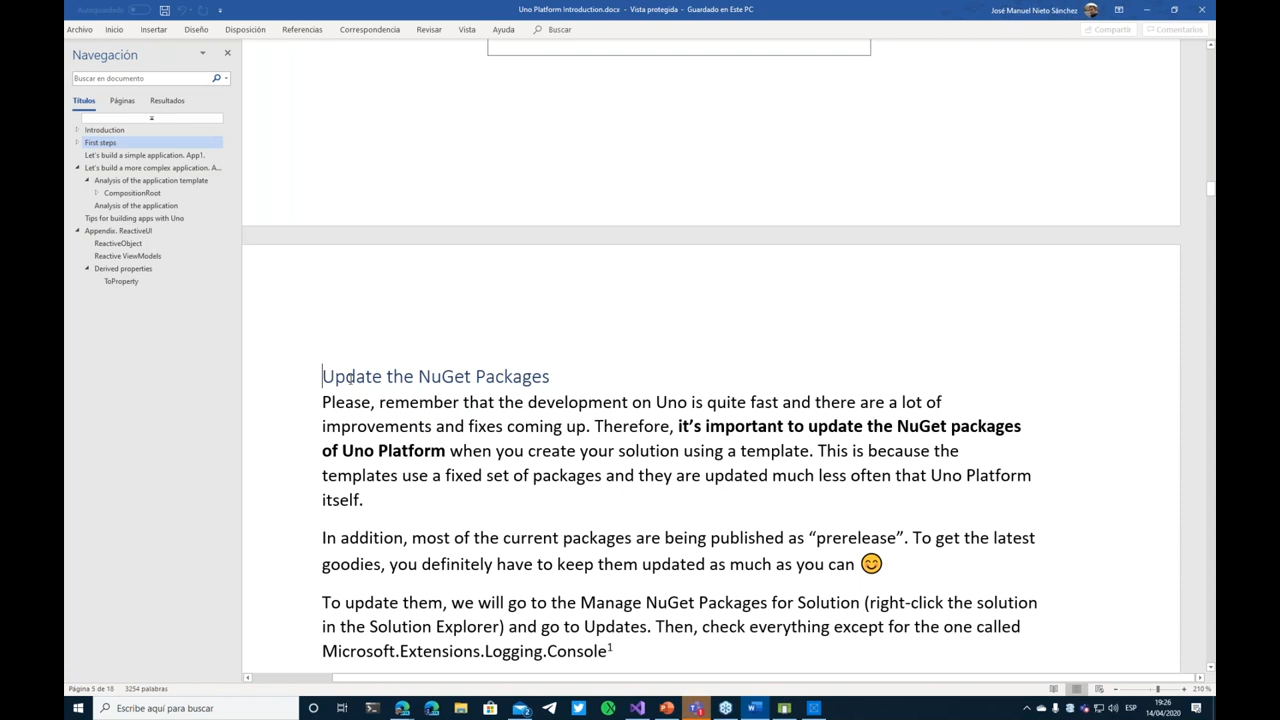 Autoguardado
Uno Platform Introduction.docx - Vista protegida - Guardado en Este PC
José Manuel Nieto Sánchez
Archivo Inicio Insertar Diseño Disposición Referencias Correspondencia Revisar Vista Ayuda Buscar
Compartir Comentarios
Navegación
Buscar en documento
Títulos Páginas Resultados
Introduction
First steps
Let's build a simple application. App1.
Let's build a more complex application. A...
Analysis of the application template
CompositionRoot
Analysis of the application
Tips for building apps with Uno
Appendix. ReactiveUI
ReactiveObject
Reactive ViewModels
Derived properties
ToProperty
Update the NuGet Packages
Please, remember that the development on Uno is quite fast and there are a lot of
improvements and fixes coming up. Therefore, it’s important to update the NuGet packages
of Uno Platform when you create your solution using a template. This is because the
templates use a fixed set of packages and they are updated much less often that Uno Platform
itself.
In addition, most of the current packages are being published as “prerelease”. To get the latest
goodies, you definitely have to keep them updated as much as you can 😊
To update them, we will go to the Manage NuGet Packages for Solution (right-click the solution
in the Solution Explorer) and go to Updates. Then, check everything except for the one called
Microsoft.Extensions.Logging.Console¹
Página 5 de 18 3254 palabras
210 %
Escribe aquí para buscar
ESP
19:26
14/04/2020